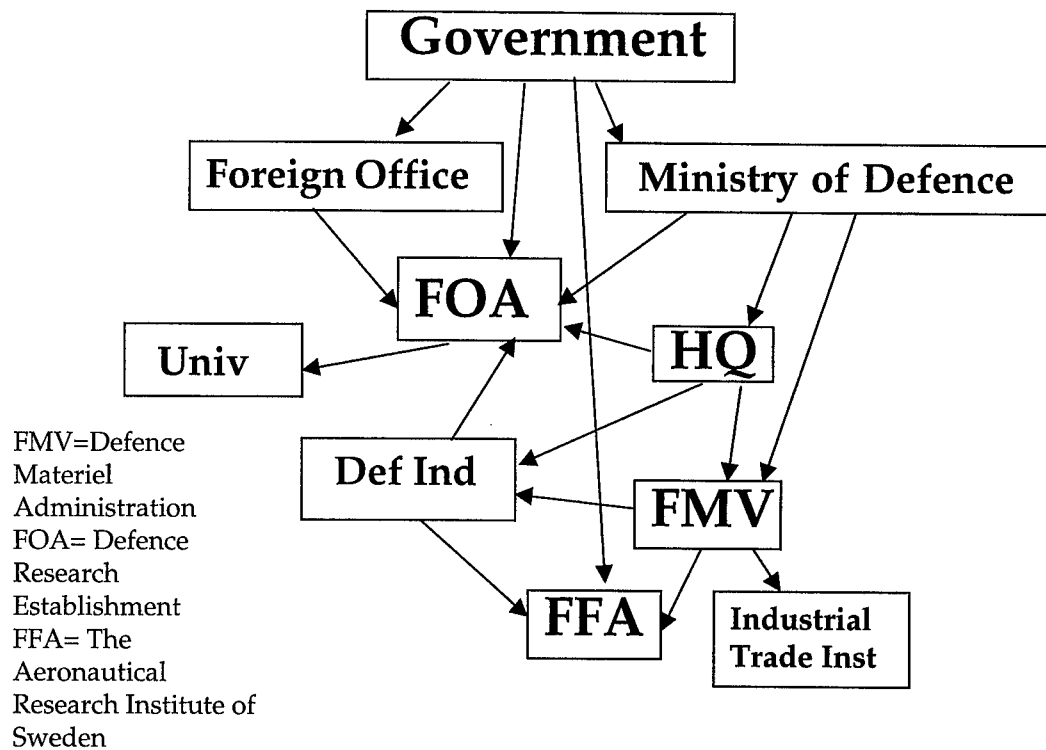 Government
Foreign Office
Ministry of Defence
FOA
HQ
Univ
Def Ind
FMV
FFA
Industrial
Trade Inst
FMV=Defence
Materiel
Administration
FOA= Defence
Research
Establishment
FFA= The
Aeronautical
Research Institute of
Sweden